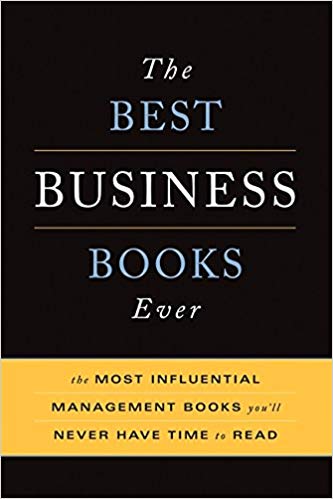 The
BEST
BUSINESS
BOOKS
Ever
the MOST INFLUENTIAL
MANAGEMENT BOOKS you'll
NEVER HAVE TIME to READ